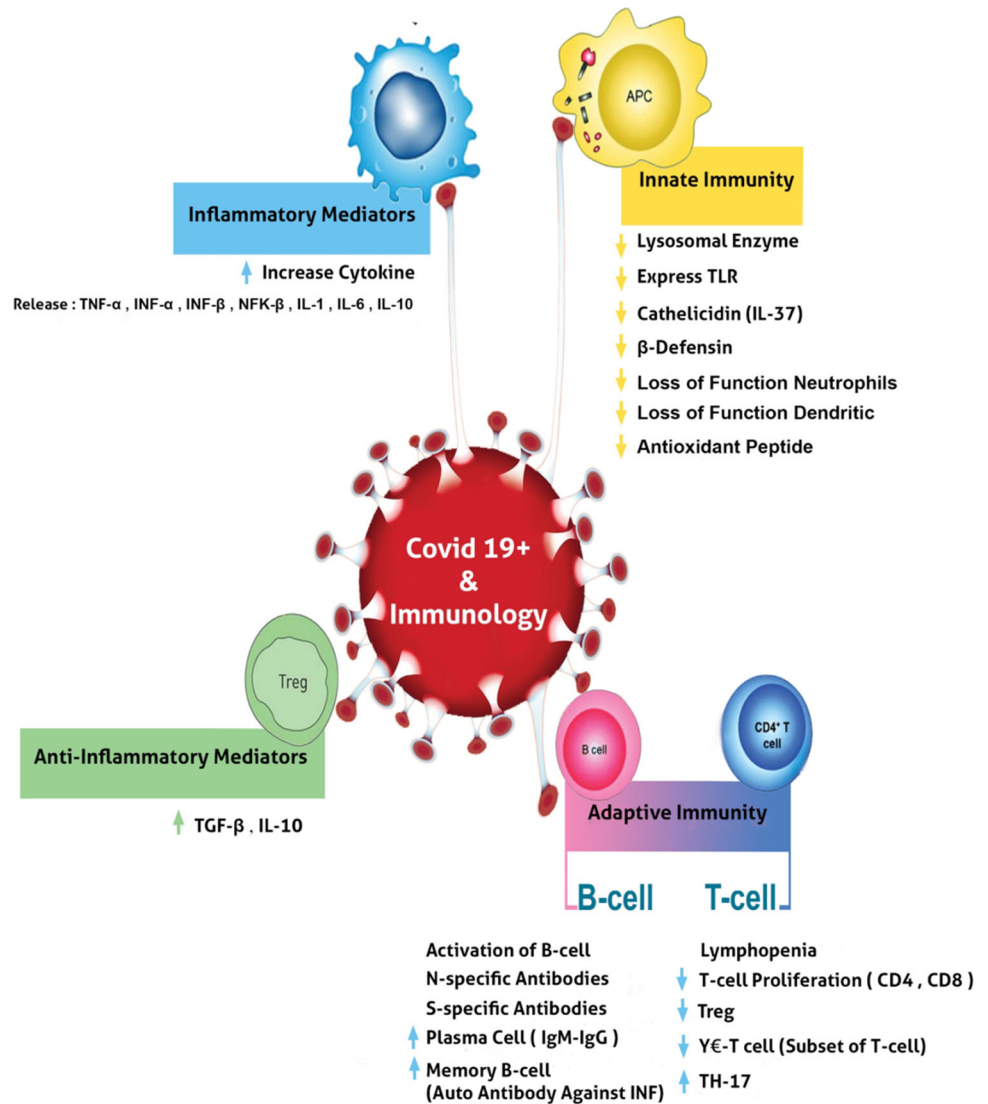 APC
Innate Immunity
Inflammatory Mediators
Increase Cytokine
Release : TNF-α , INF-α , INF-β , NFK-β , IL-1 , IL-6 , IL-10
Lysosomal Enzyme
Express TLR
Cathelicidin (IL-37)
β-Defensin
Loss of Function Neutrophils
Loss of Function Dendritic
Antioxidant Peptide
Covid 19+
&
Immunology
Treg
Anti-Inflammatory Mediators
TGF-β , IL-10
B cell
CD4⁺ T
cell
Adaptive Immunity
B-cell
T-cell
Activation of B-cell
N-specific Antibodies
S-specific Antibodies
Plasma Cell ( IgM-IgG )
Memory B-cell
(Auto Antibody Against INF)
Lymphopenia
T-cell Proliferation ( CD4 , CD8 )
Treg
Y€-T cell (Subset of T-cell)
TH-17